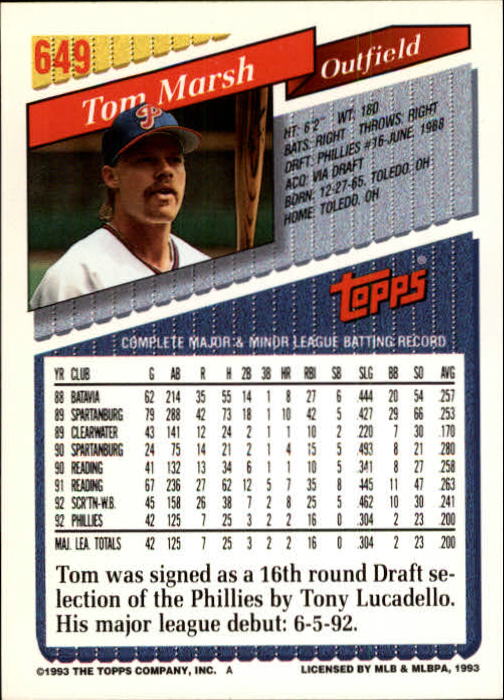 649
Tom Marsh
Outfield
HT: 6'2" WT: 180
BATS: RIGHT THROWS: RIGHT
DRFT: PHILLIES #16-JUNE, 1988
ACQ: VIA DRAFT
BORN: 12-27-65, TOLEDO, OH
HOME: TOLEDO, OH
P
Topps®
COMPLETE MAJOR & MINOR LEAGUE BATTING RECORD
YR CLUB G AB R H 2B 3B HR RBI SB SLG BB SO AVG
88 BATAVIA 62 214 35 55 14 1 8 27 6 .444 20 54 .257
89 SPARTANBURG 79 288 42 73 18 1 10 42 5 .427 29 66 .253
89 CLEARWATER 43 141 12 24 2 1 1 10 2 .220 7 30 .170
90 SPARTANBURG 24 75 14 21 2 1 4 15 5 .493 8 21 .280
90 READING 41 132 13 34 6 1 1 10 5 .341 8 27 .258
91 READING 67 236 27 62 12 5 7 35 8 .445 11 47 .263
92 SCR'TN-W.B. 45 158 26 38 7 2 8 25 5 .462 10 30 .241
92 PHILLIES 42 125 7 25 3 2 2 16 0 .304 2 23 .200
MAJ. LEA. TOTALS 42 125 7 25 3 2 2 16 0 .304 2 23 .200
Tom was signed as a 16th round Draft se-
lection of the Phillies by Tony Lucadello.
His major league debut: 6-5-92.
©1993 THE TOPPS COMPANY, INC. A LICENSED BY MLB & MLBPA, 1993